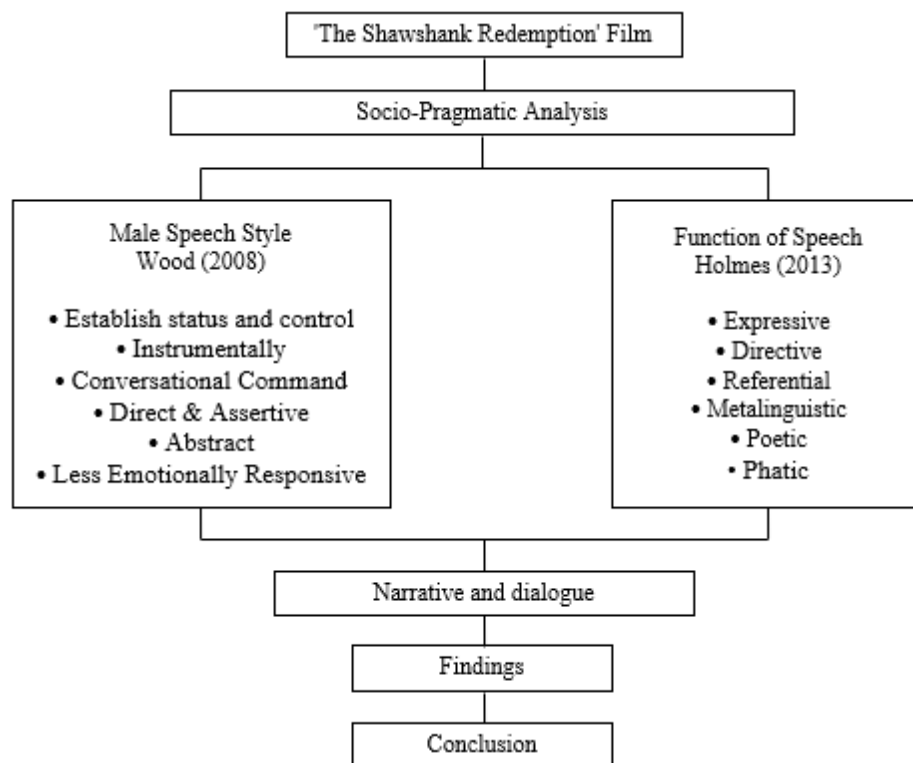 'The Shawshank Redemption' Film
Socio-Pragmatic Analysis
Male Speech Style
Wood (2008)
• Establish status and control
• Instrumentally
• Conversational Command
• Direct & Assertive
• Abstract
• Less Emotionally Responsive
Function of Speech
Holmes (2013)
• Expressive
• Directive
• Referential
• Metalinguistic
• Poetic
• Phatic
Narrative and dialogue
Findings
Conclusion